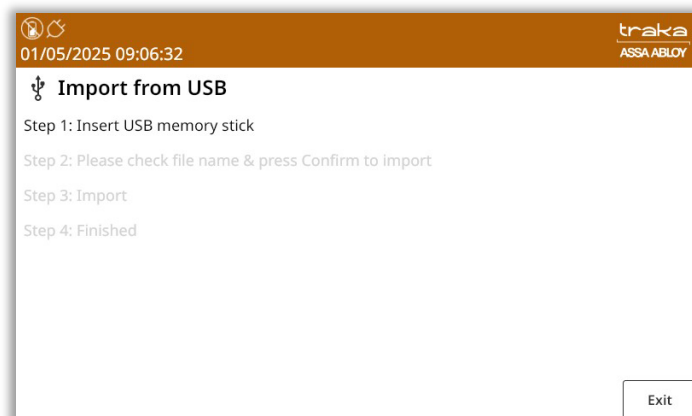 01/05/2025 09:06:32
traka
ASSA ABLOY
Import from USB
Step 1: Insert USB memory stick
Step 2: Please check file name & press Confirm to import
Step 3: Import
Step 4: Finished
Exit